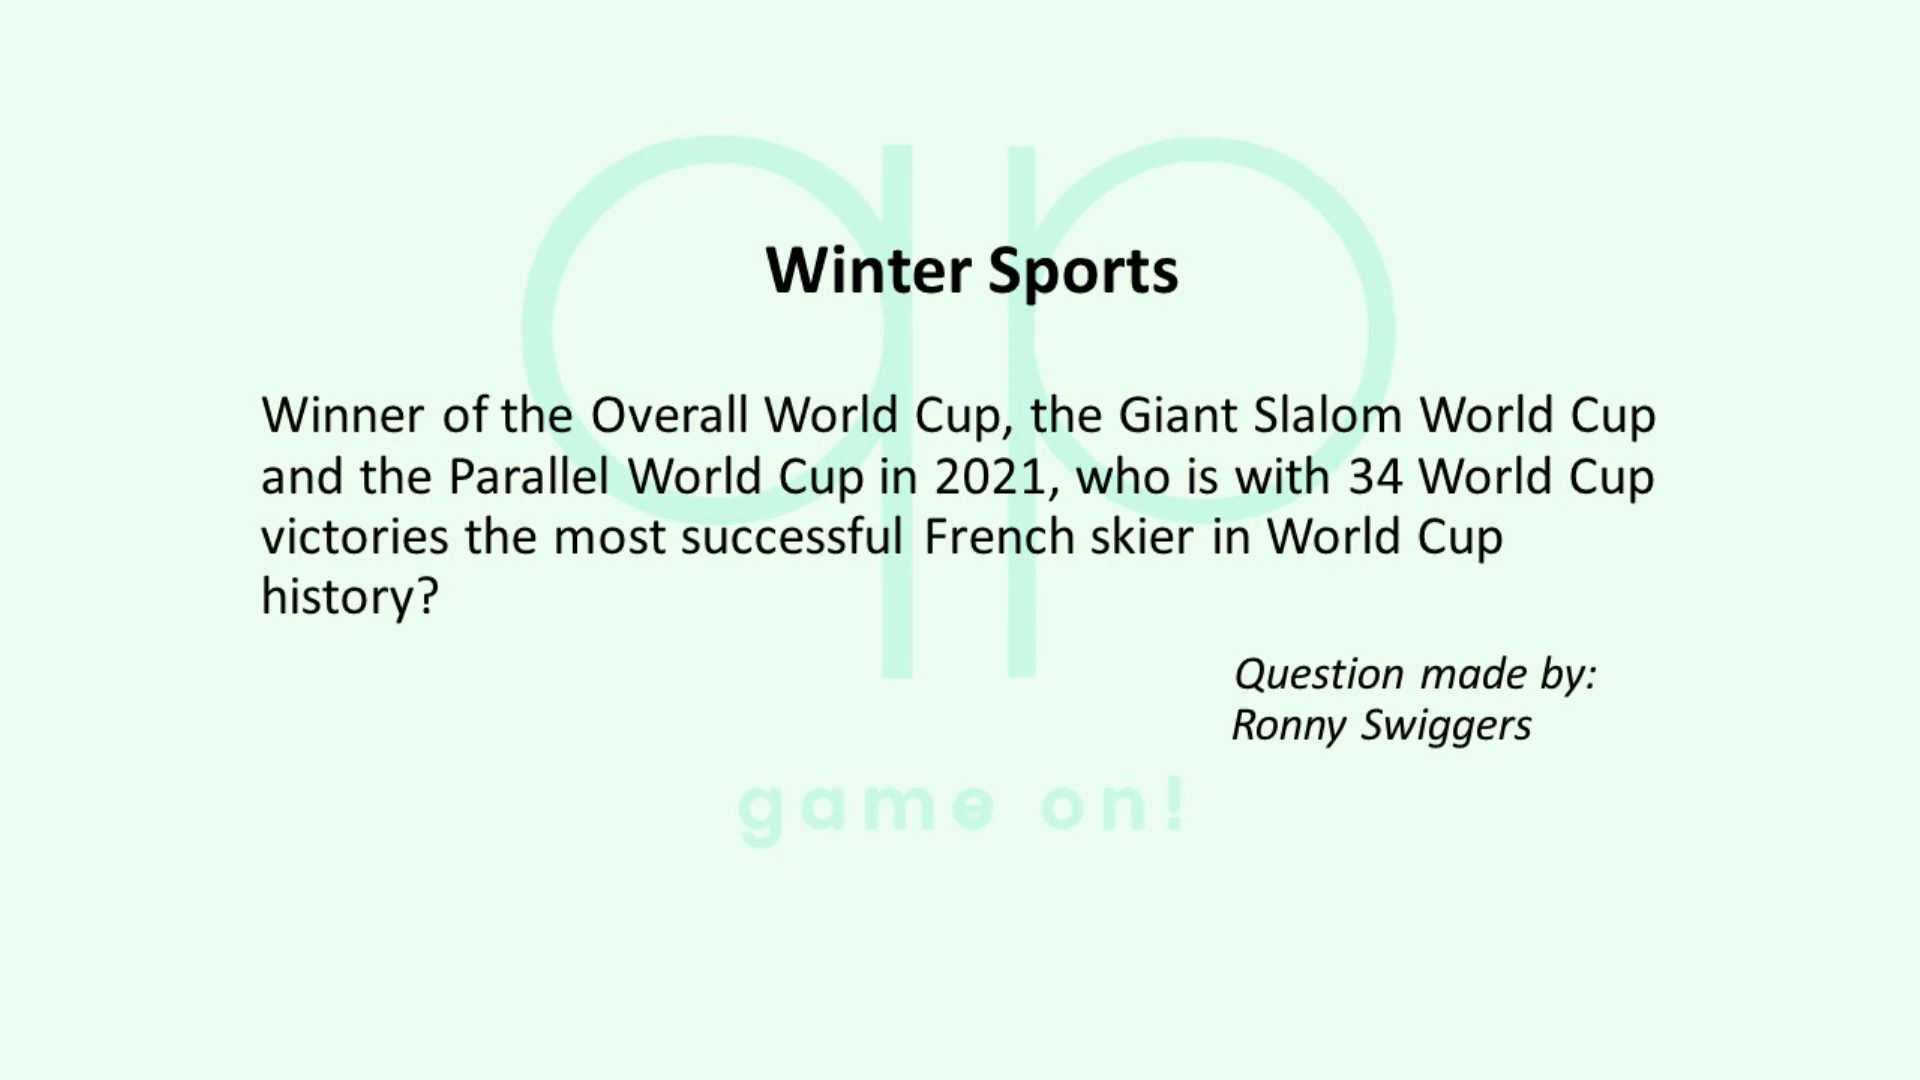 Winter Sports
Winner of the Overall World Cup, the Giant Slalom World Cup
and the Parallel World Cup in 2021, who is with 34 World Cup
victories the most successful French skier in World Cup
history?
Question made by:
Ronny Swiggers
game on!